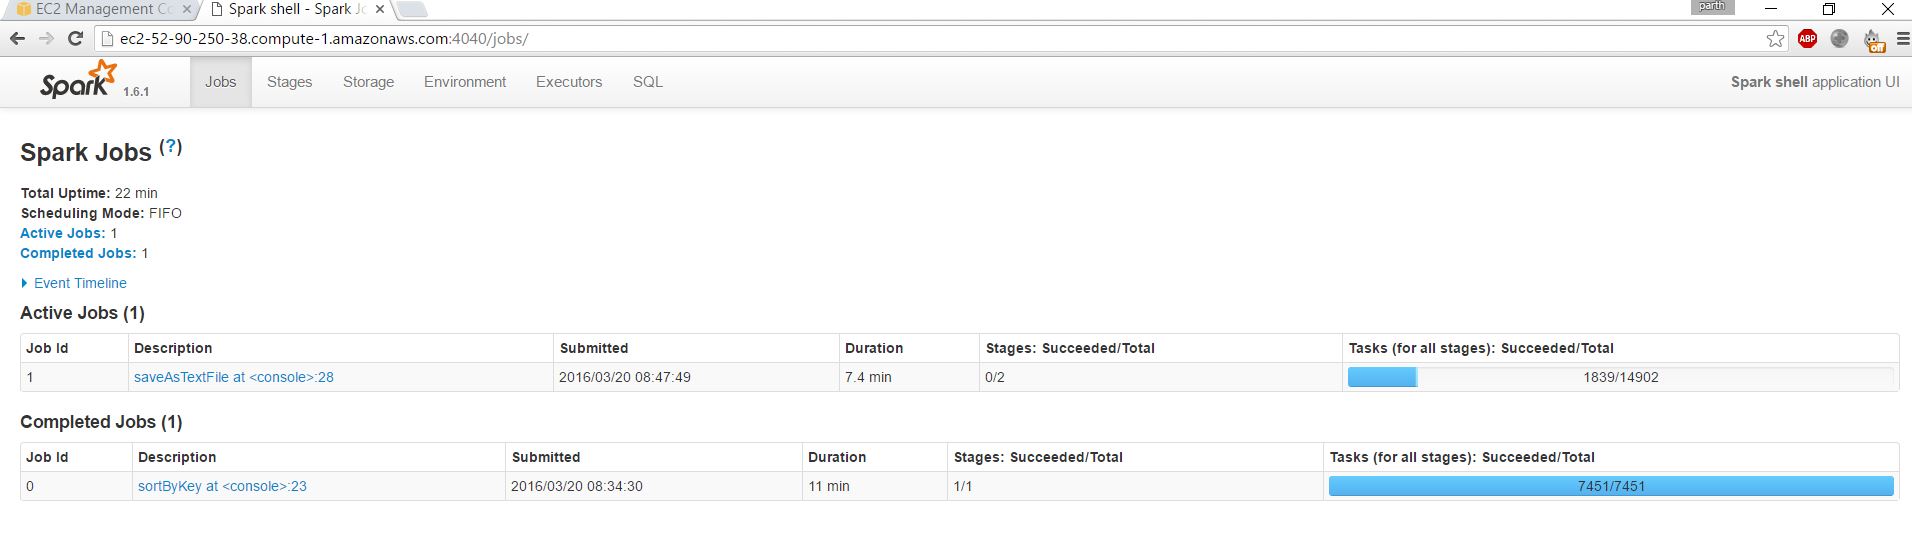 EC2 Management Co
Spark shell - Spark Jo
parth
ec2-52-90-250-38.compute-1.amazonaws.com:4040/jobs/
ABP
off
Spark 1.6.1 Jobs Stages Storage Environment Executors SQL Spark shell application UI
Spark Jobs (?)
Total Uptime: 22 min
Scheduling Mode: FIFO
Active Jobs: 1
Completed Jobs: 1
Event Timeline
Active Jobs (1)
Job Id Description Submitted Duration Stages: Succeeded/Total Tasks (for all stages): Succeeded/Total
1 saveAsTextFile at <console>:28 2016/03/20 08:47:49 7.4 min 0/2 1839/14902
Completed Jobs (1)
Job Id Description Submitted Duration Stages: Succeeded/Total Tasks (for all stages): Succeeded/Total
0 sortByKey at <console>:23 2016/03/20 08:34:30 11 min 1/1 7451/7451